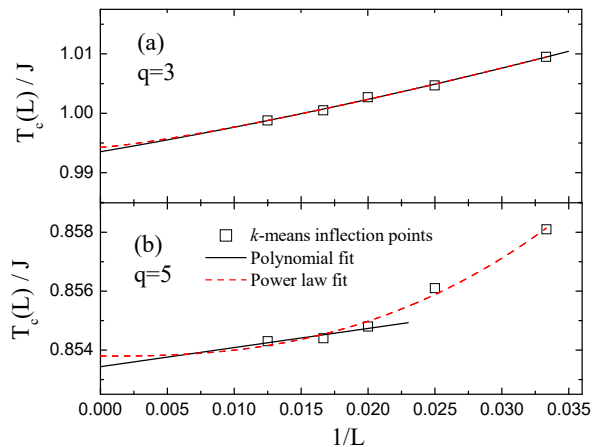 (a)
q=3
T_c(L) / J
1.01
1.00
0.99
(b)
q=5
T_c(L) / J
0.858
0.856
0.854
k-means inflection points
Polynomial fit
Power law fit
0.000 0.005 0.010 0.015 0.020 0.025 0.030 0.035
1/L